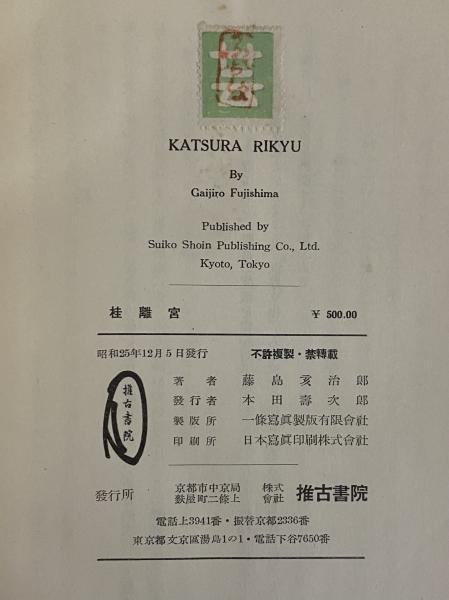 KATSURA RIKYU
By
Gaijiro Fujishima
Published by
Suiko Shoin Publishing Co., Ltd.
Kyoto, Tokyo
桂離宮 ¥ 500.00
昭和25年12月5日發行 不許複製・禁轉載
推古書院
著者 藤島亥治郎
發行者 本田壽次郎
製版所 一條寫眞製版有限會社
印刷所 日本寫眞印刷株式會社
發行所 京都市中京局麩屋町二條上 株式會社 推古書院
電話上3941番・振替京都2336番
東京都文京區湯島1の1・電話下谷7650番